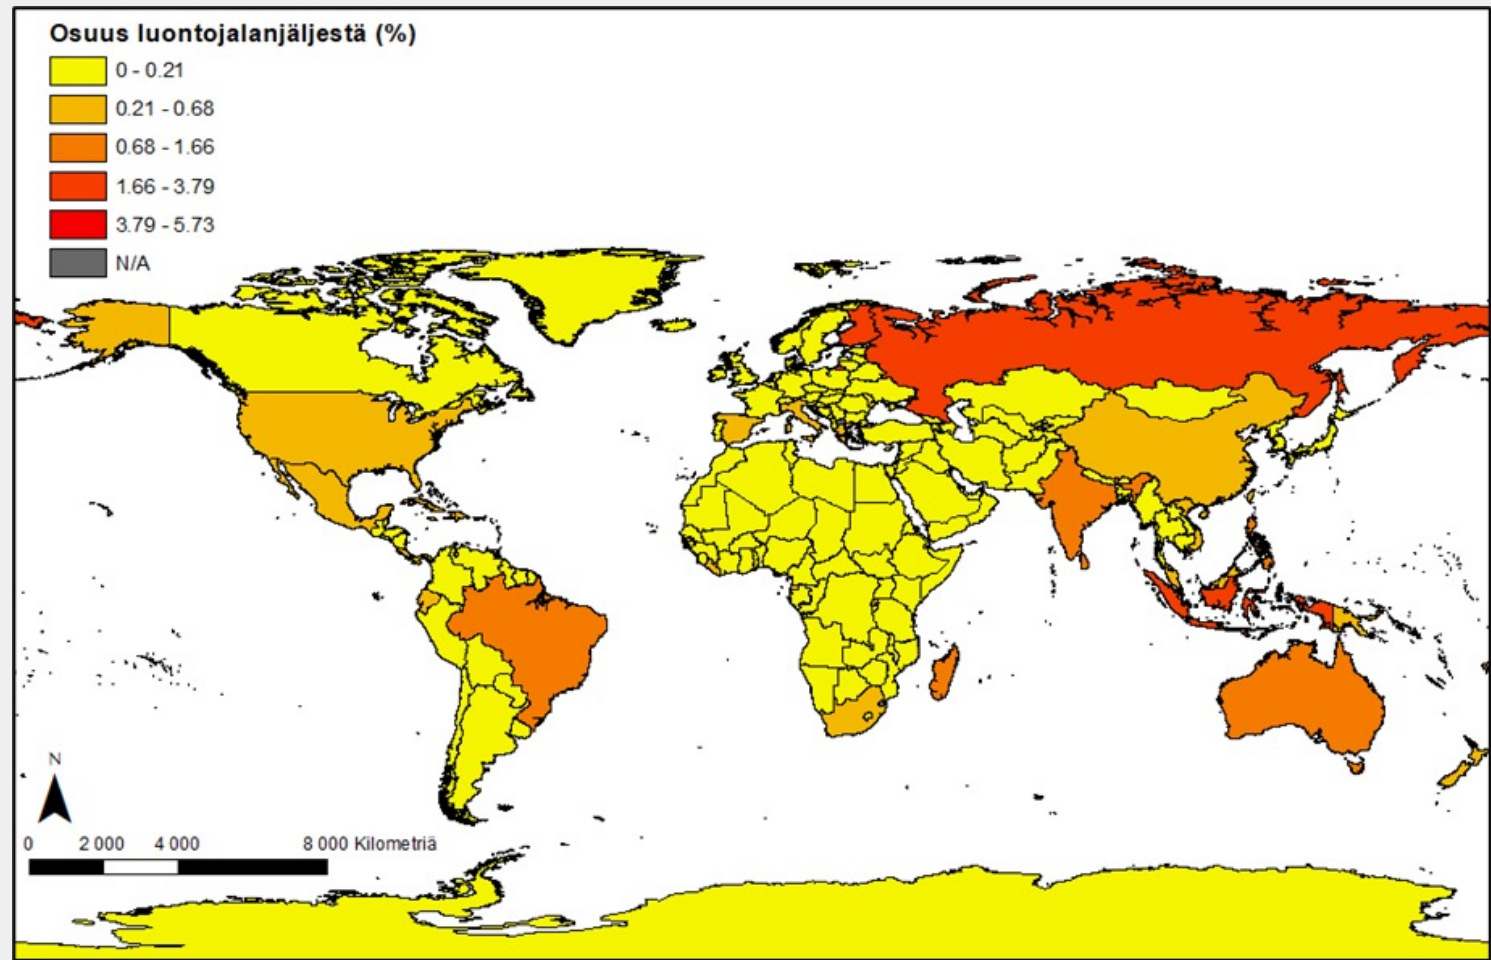 Osuus luontojalanjäljestä (%)
0 - 0.21
0.21 - 0.68
0.68 - 1.66
1.66 - 3.79
3.79 - 5.73
N/A
N
0 2 000 4 000 8 000 Kilometriä